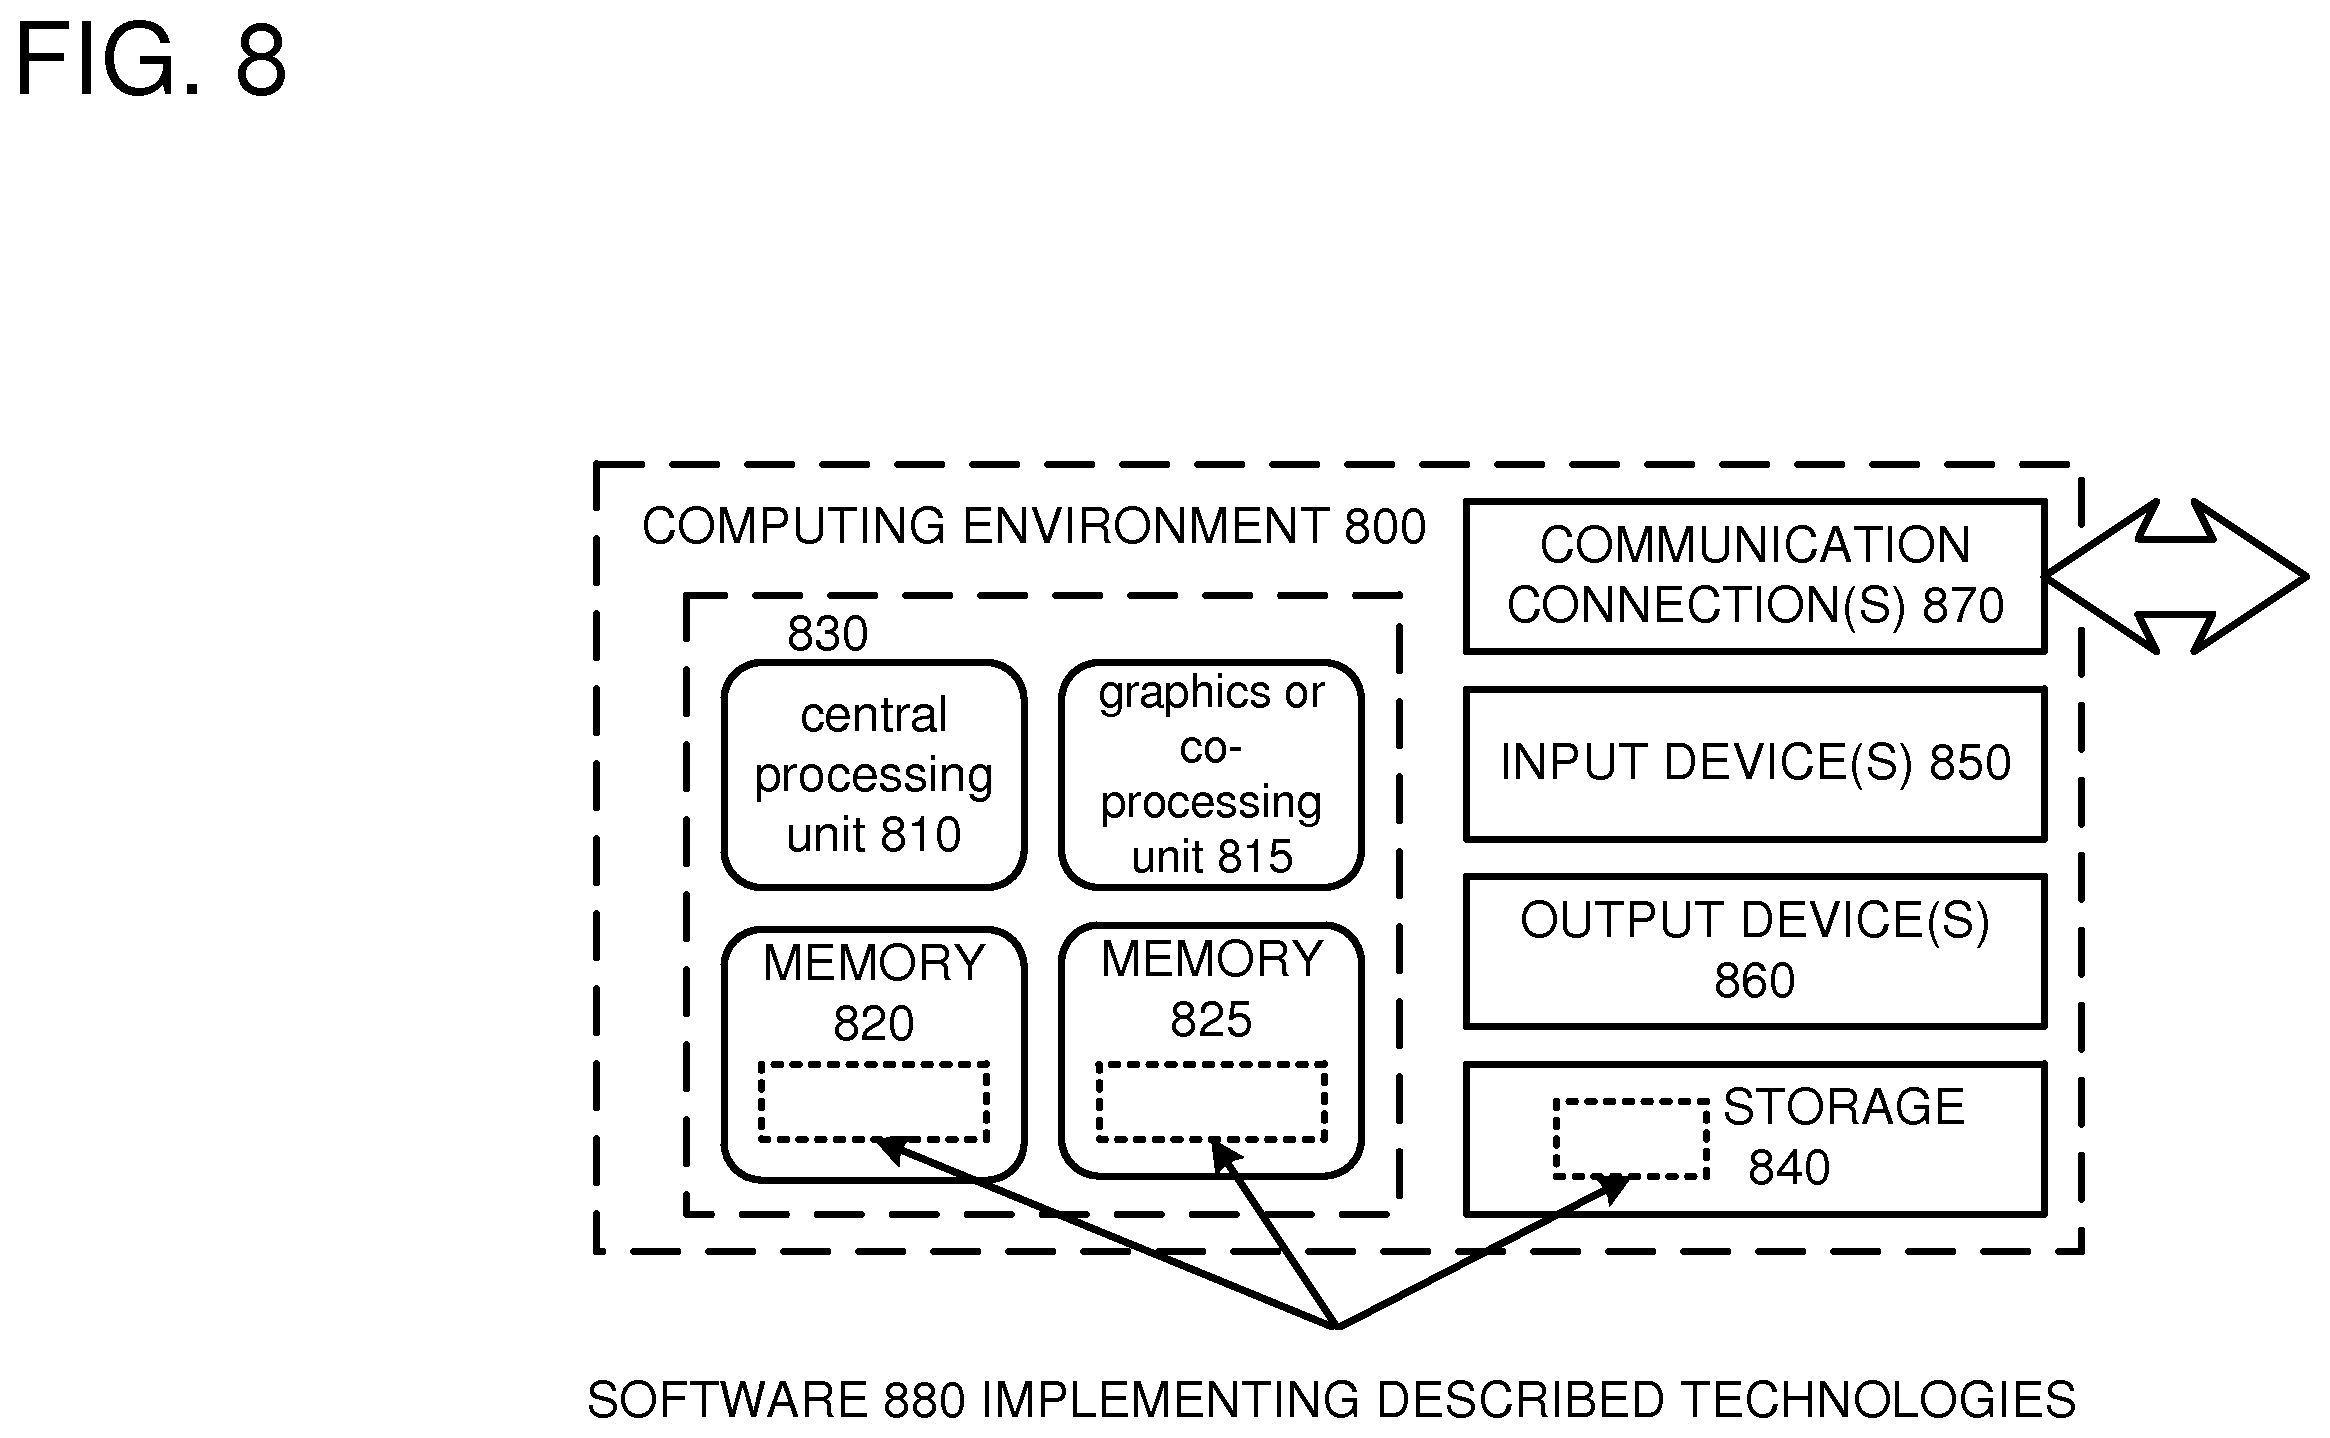 FIG. 8
COMPUTING ENVIRONMENT 800
830
central
processing
unit 810
graphics or
co-
processing
unit 815
MEMORY
820
MEMORY
825
COMMUNICATION
CONNECTION(S) 870
INPUT DEVICE(S) 850
OUTPUT DEVICE(S)
860
STORAGE
840
SOFTWARE 880 IMPLEMENTING DESCRIBED TECHNOLOGIES